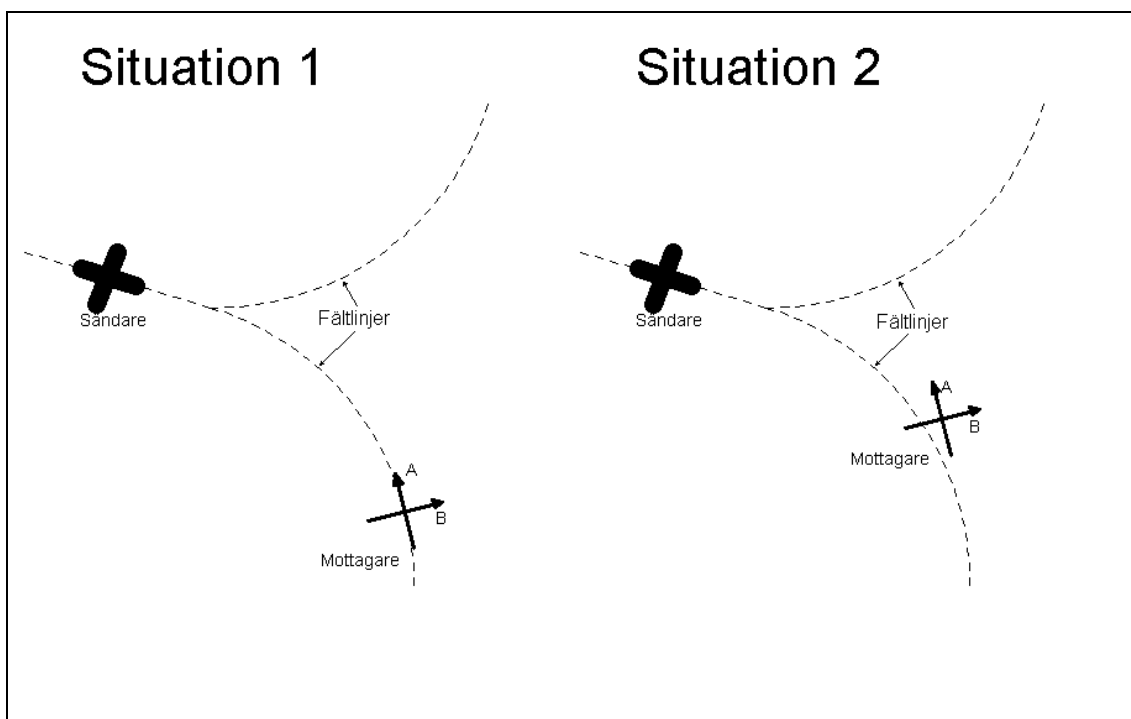 Situation 1
Sändare
Fältlinjer
A
B
Mottagare
Situation 2
Sändare
Fältlinjer
A
B
Mottagare